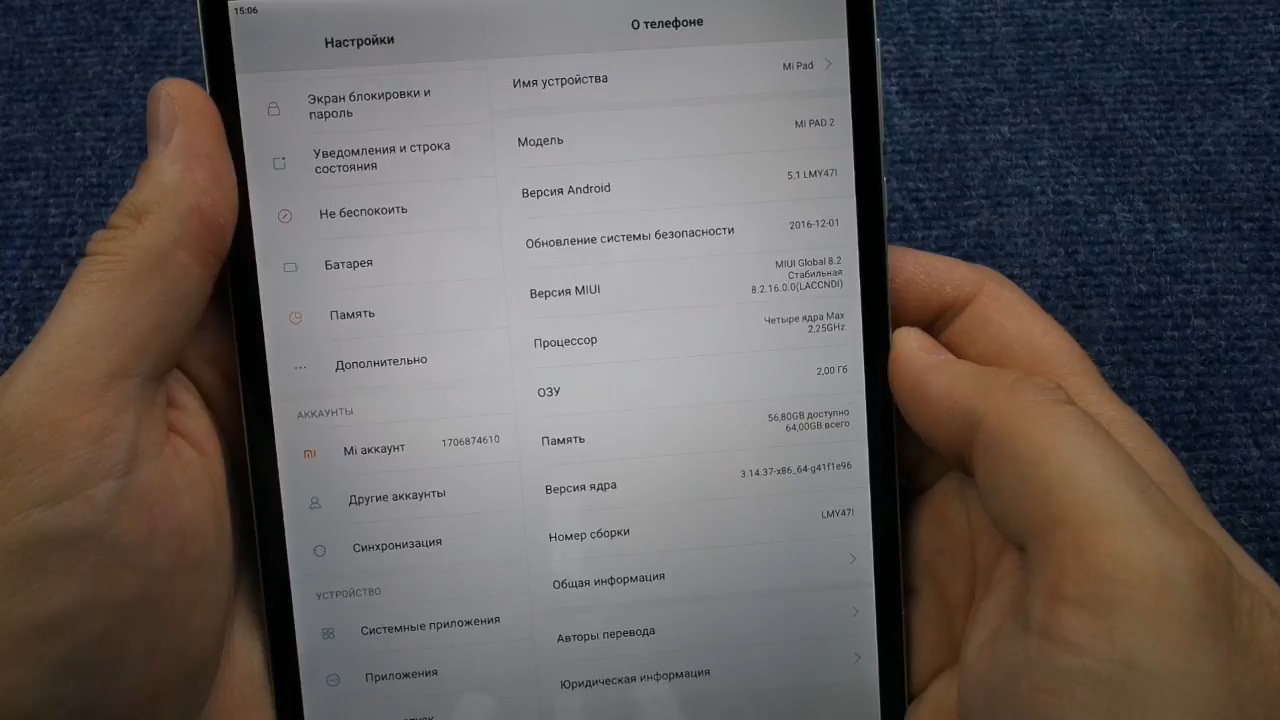 15:06
Настройки
Экран блокировки и
пароль
Уведомления и строка
состояния
Не беспокоить
Батарея
Память
Дополнительно
АККАУНТЫ
Mi аккаунт 1706874610
Другие аккаунты
Синхронизация
УСТРОЙСТВО
Системные приложения
Приложения
О телефоне
Имя устройства Mi Pad
Модель MI PAD 2
Версия Android 5.1 LMY47I
Обновление системы безопасности 2016-12-01
Версия MIUI MIUI Global 8.2
Стабильная
8.2.16.0.0(LACCNDI)
Процессор Четыре ядра Max
2,25GHz
ОЗУ 2,00 Гб
Память 56,80GB доступно
64,00GB всего
Версия ядра 3.14.37-x86_64-g41f1e96
Номер сборки LMY47I
Общая информация
Авторы перевода
Юридическая информация